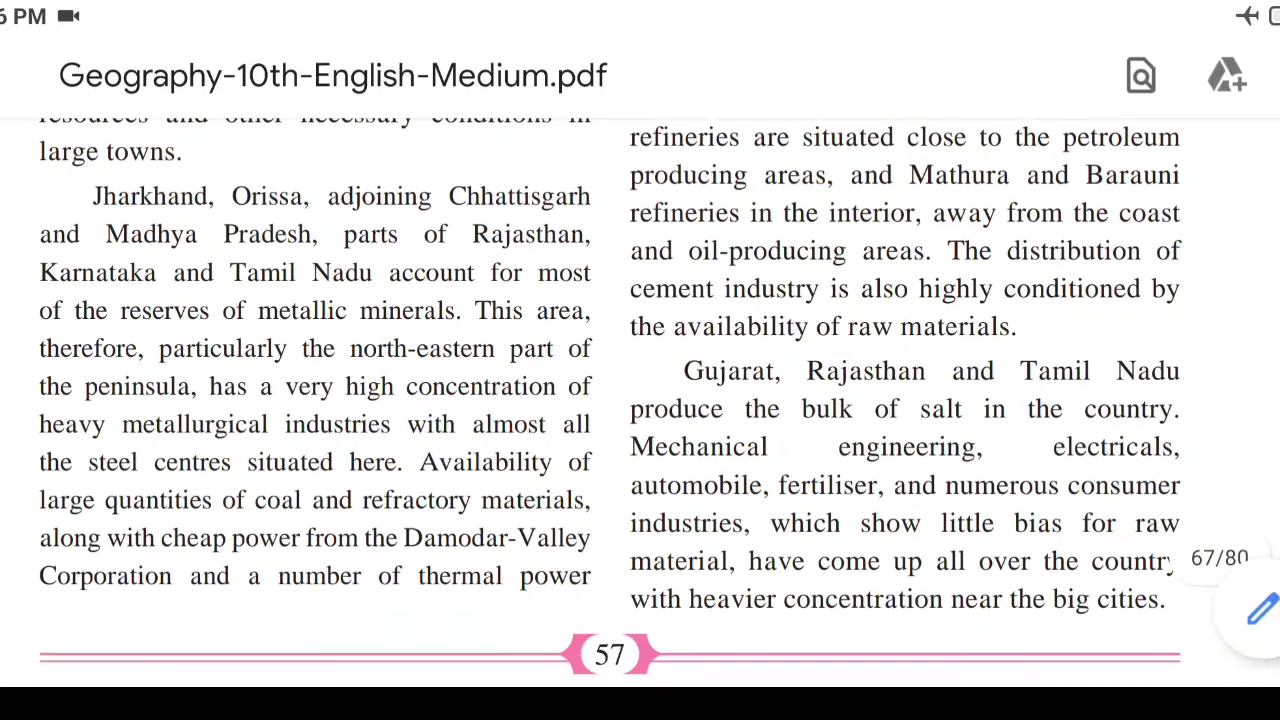 6 PM
Geography-10th-English-Medium.pdf
resources and other necessary conditions in
large towns.
Jharkhand, Orissa, adjoining Chhattisgarh
and Madhya Pradesh, parts of Rajasthan,
Karnataka and Tamil Nadu account for most
of the reserves of metallic minerals. This area,
therefore, particularly the north-eastern part of
the peninsula, has a very high concentration of
heavy metallurgical industries with almost all
the steel centres situated here. Availability of
large quantities of coal and refractory materials,
along with cheap power from the Damodar-Valley
Corporation and a number of thermal power
refineries are situated close to the petroleum
producing areas, and Mathura and Barauni
refineries in the interior, away from the coast
and oil-producing areas. The distribution of
cement industry is also highly conditioned by
the availability of raw materials.
Gujarat, Rajasthan and Tamil Nadu
produce the bulk of salt in the country.
Mechanical engineering, electricals,
automobile, fertiliser, and numerous consumer
industries, which show little bias for raw
material, have come up all over the country
with heavier concentration near the big cities.
67/80
57